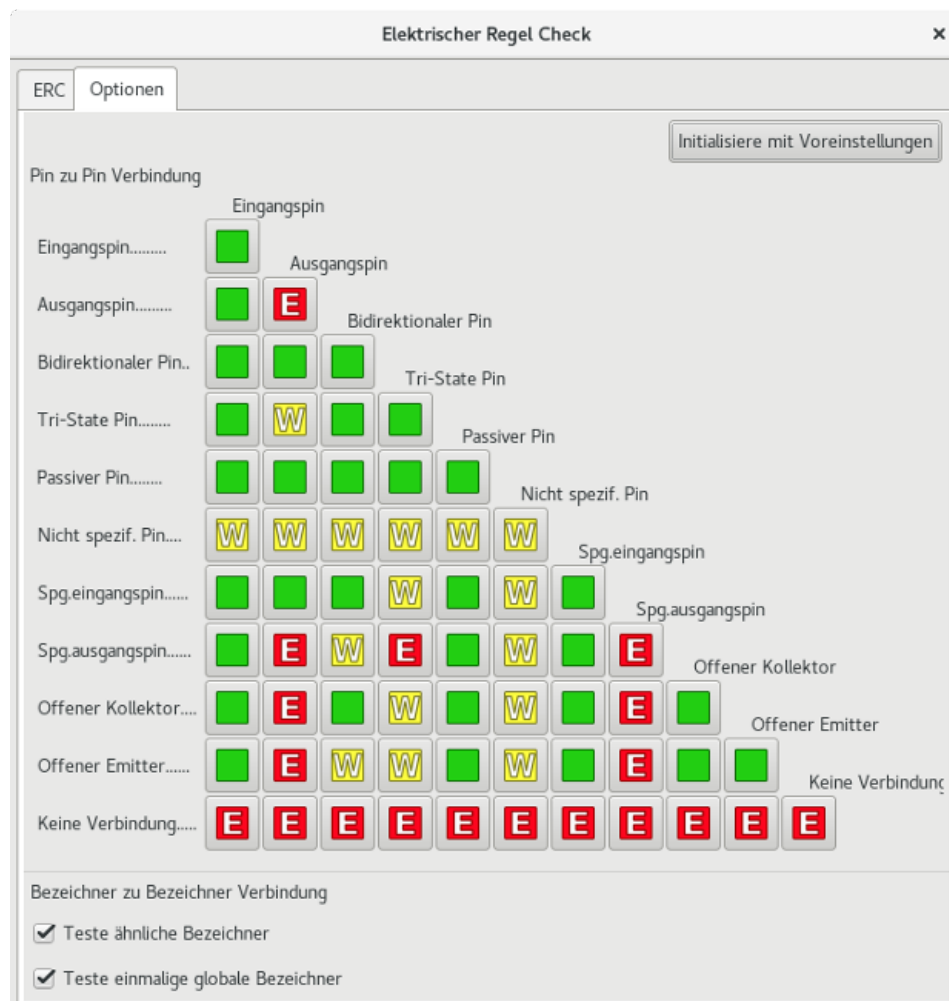 Elektrischer Regel Check ×
ERC Optionen
Initialisiere mit Voreinstellungen
Pin zu Pin Verbindung
Eingangspin
Eingangspin.........
Ausgangspin
Ausgangspin......... E
Bidirektionaler Pin
Bidirektionaler Pin..
Tri-State Pin
Tri-State Pin........ W
Passiver Pin
Passiver Pin........
Nicht spezif. Pin
Nicht spezif. Pin.... W W W W W W
Spg.eingangspin
Spg.eingangspin...... W W
Spg.ausgangspin
Spg.ausgangspin...... E W E W E
Offener Kollektor
Offener Kollektor.... E W W E
Offener Emitter
Offener Emitter...... E W W W E
Keine Verbindung
Keine Verbindung..... E E E E E E E E E E E
Bezeichner zu Bezeichner Verbindung
Teste ähnliche Bezeichner
Teste einmalige globale Bezeichner